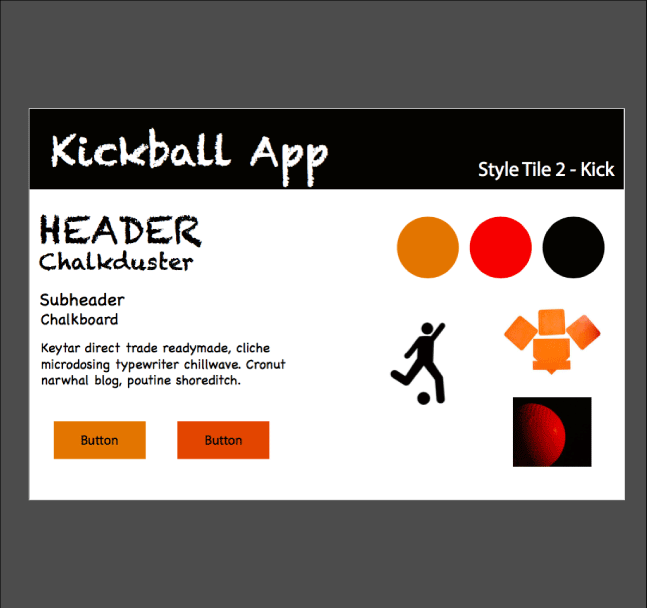 Kickball App
Style Tile 2 - Kick
HEADER
Chalkduster
Subheader
Chalkboard
Keytar direct trade readymade, cliche
microdosing typewriter chillwave. Cronut
narwhal blog, poutine shoreditch.
Button
Button